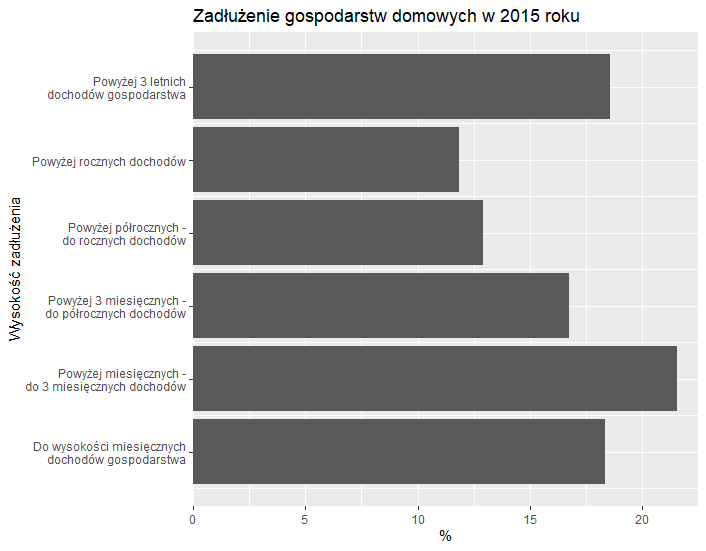 Zadłużenie gospodarstw domowych w 2015 roku
Wysokość zadłużenia
Powyżej 3 letnich
dochodów gospodarstwa
Powyżej rocznych dochodów
Powyżej półrocznych -
do rocznych dochodów
Powyżej 3 miesięcznych -
do półrocznych dochodów
Powyżej miesięcznych -
do 3 miesięcznych dochodów
Do wysokości miesięcznych
dochodów gospodarstwa
0 5 10 15 20
%